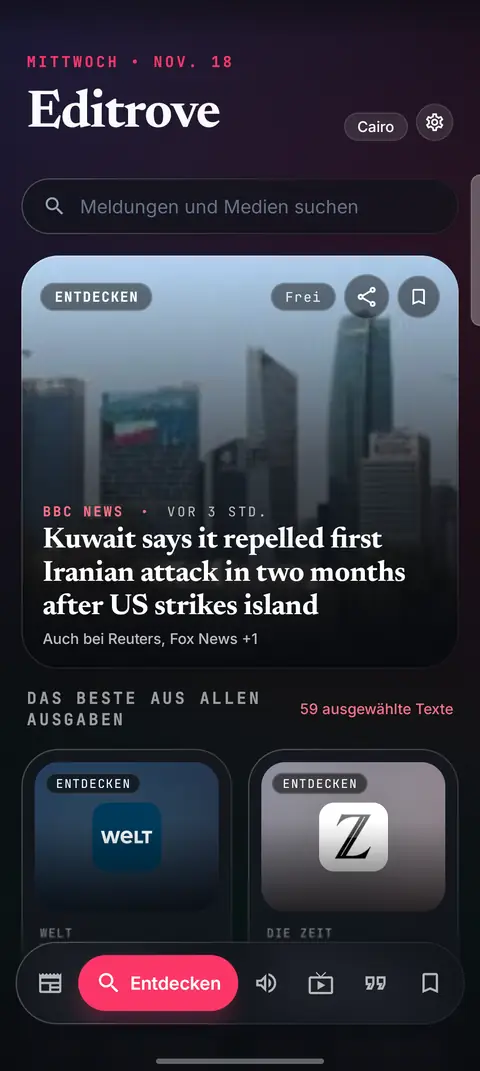 MITTWOCH • NOV. 18
Editrove
Cairo
Meldungen und Medien suchen
ENTDECKEN
Frei
BBC NEWS • VOR 3 STD.
Kuwait says it repelled first
Iranian attack in two months
after US strikes island
Auch bei Reuters, Fox News +1
DAS BESTE AUS ALLEN
AUSGABEN
59 ausgewählte Texte
ENTDECKEN
WELT
WELT
ENTDECKEN
Z
DIE ZEIT
Entdecken